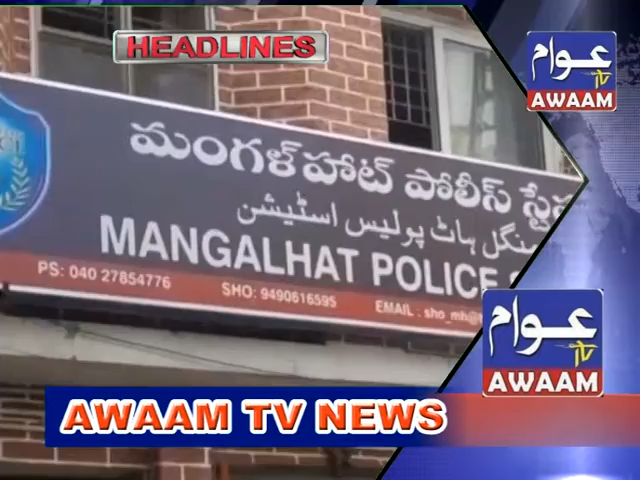 HEADLINES
عوام
TV
AWAAM
మంగళ్‌హాట్ పోలీస్
منگل ہاٹ پولیس اسٹیشن
MANGALHAT POLICE
PS: 040 27854776 SHO: 9490616595 EMAIL : sho_mh@
عوام
TV
AWAAM
AWAAM TV NEWS